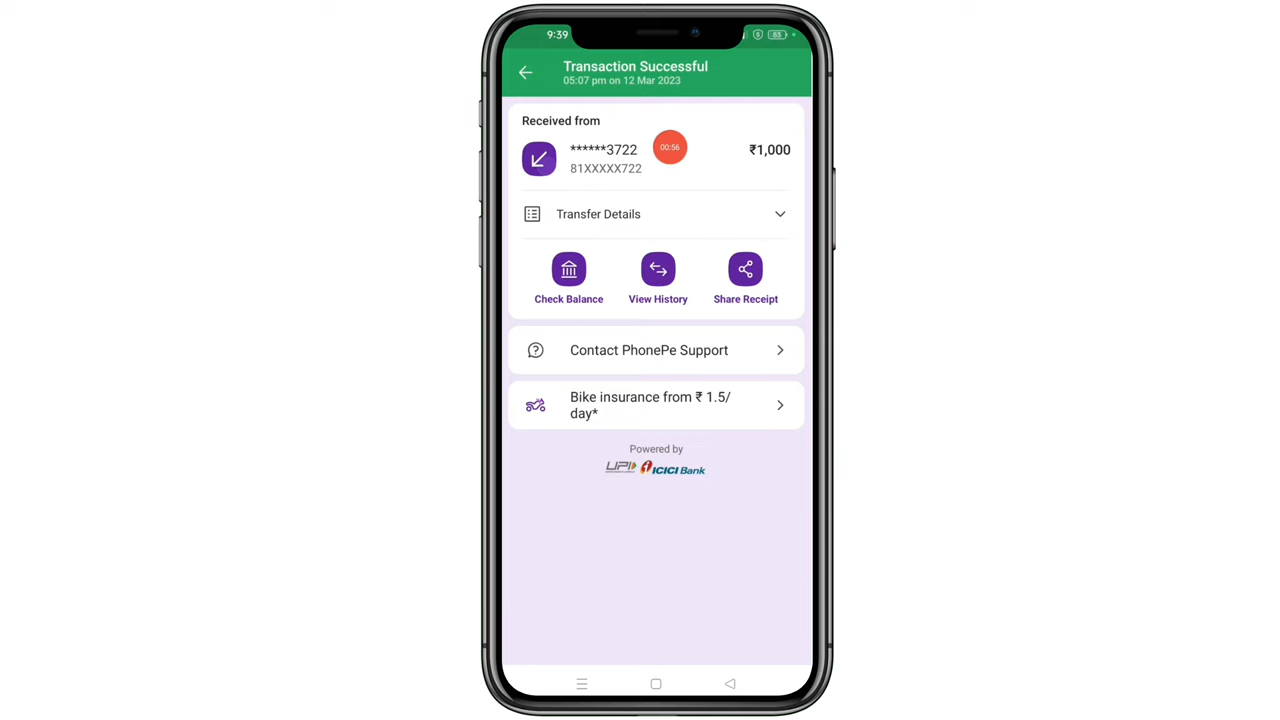 9:39
83
Transaction Successful
05:07 pm on 12 Mar 2023
Received from
******3722
00:56
₹1,000
81XXXXX722
Transfer Details
Check Balance
View History
Share Receipt
Contact PhonePe Support
Bike insurance from ₹ 1.5/
day*
Powered by
UPI ICICI Bank